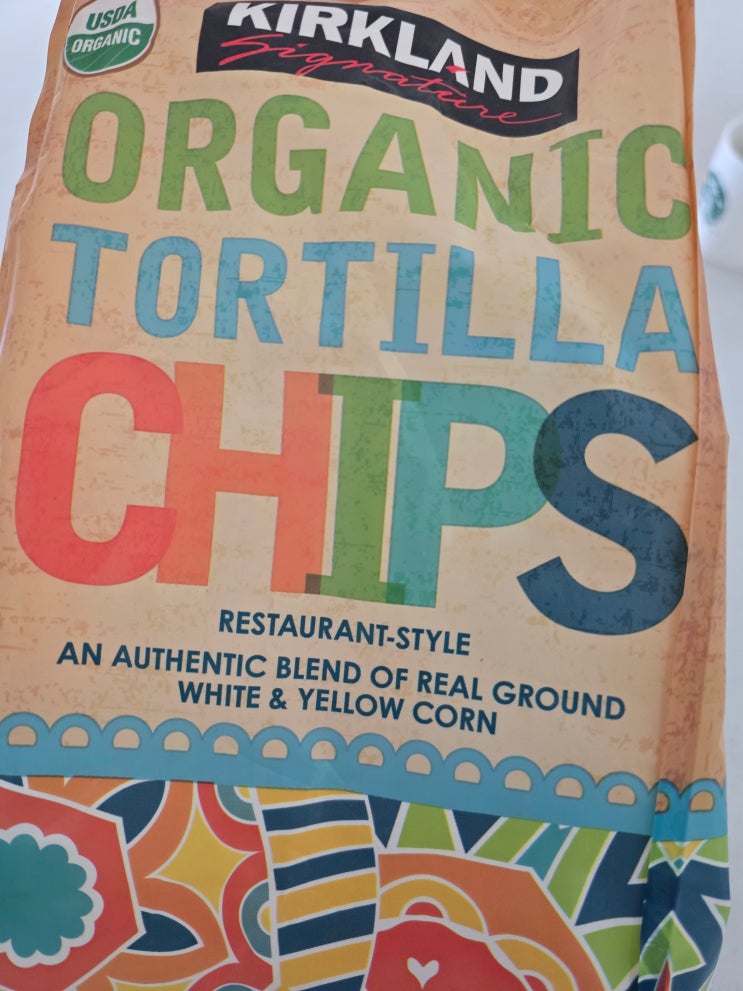 USDA
ORGANIC
KIRKLAND
Signature
ORGANIC
TORTILLA
CHIPS
RESTAURANT-STYLE
AN AUTHENTIC BLEND OF REAL GROUND
WHITE & YELLOW CORN